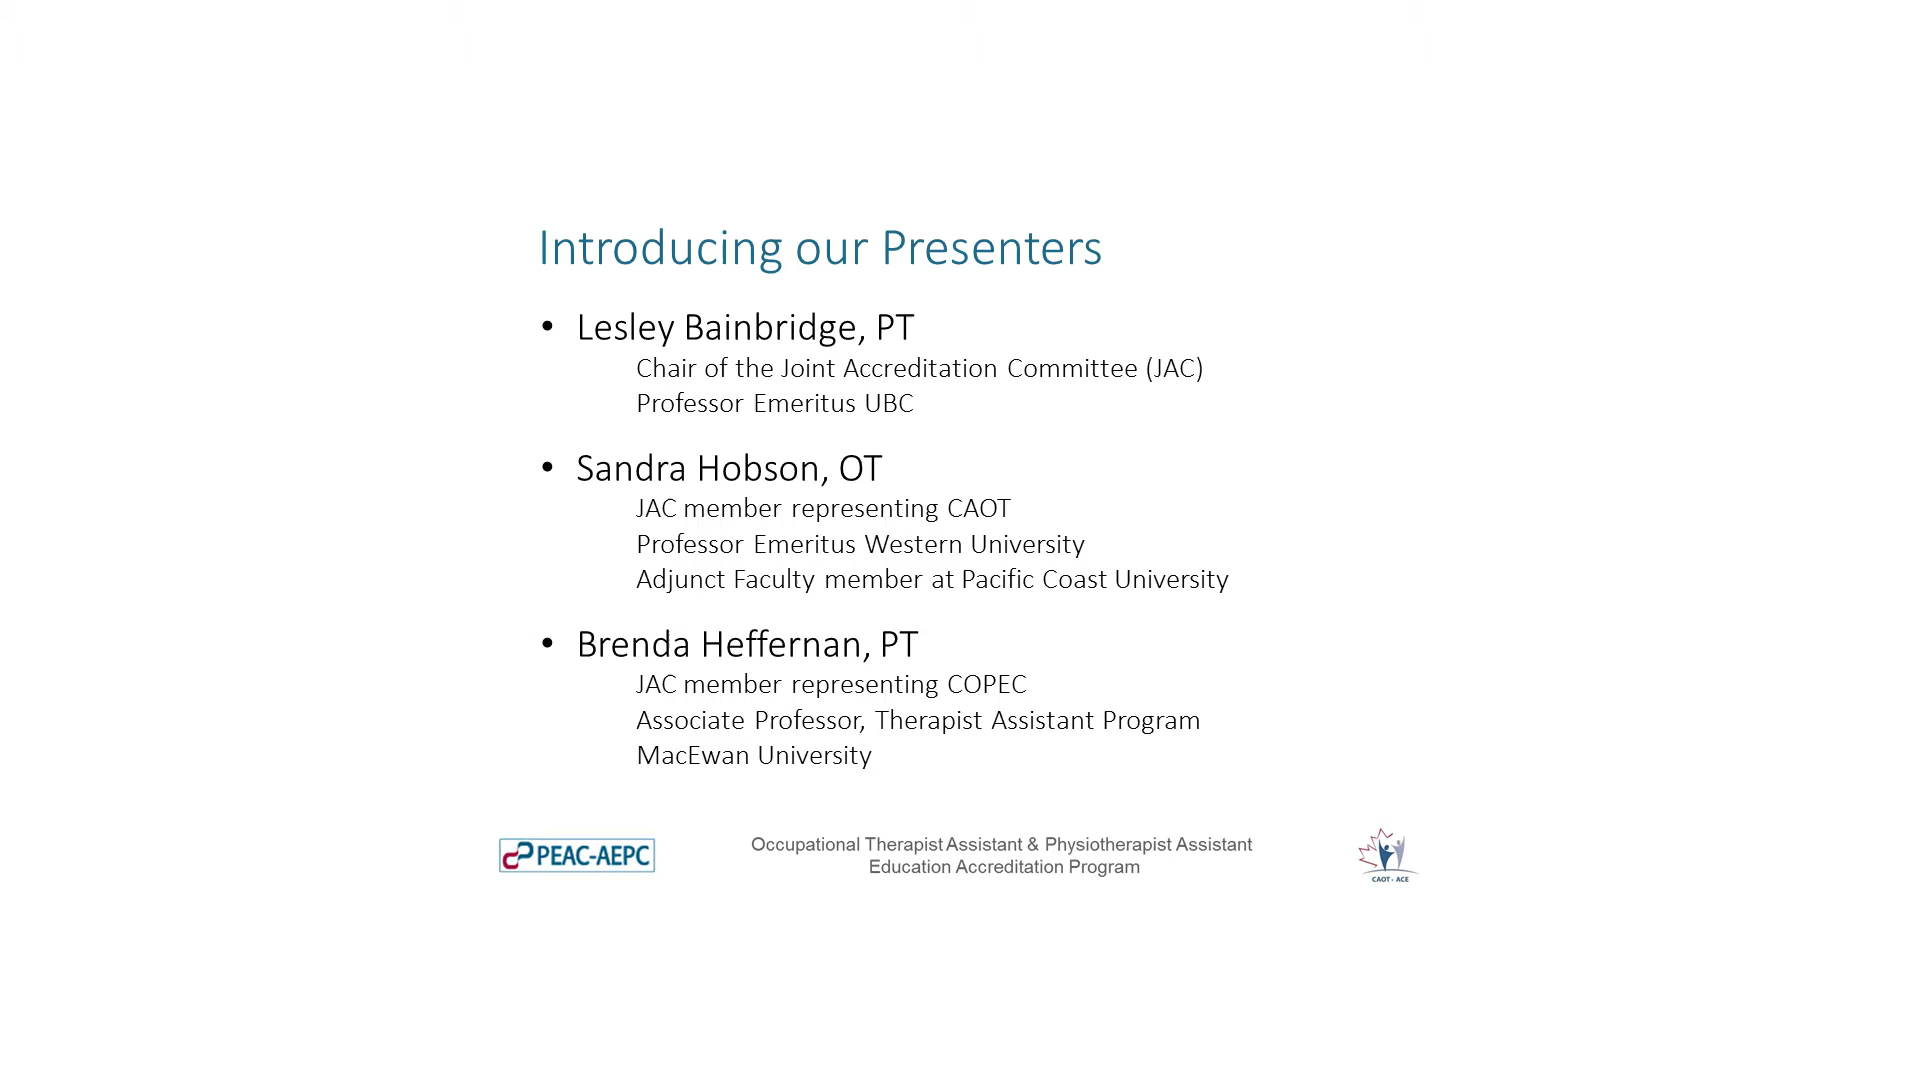 Introducing our Presenters
• Lesley Bainbridge, PT
Chair of the Joint Accreditation Committee (JAC)
Professor Emeritus UBC
• Sandra Hobson, OT
JAC member representing CAOT
Professor Emeritus Western University
Adjunct Faculty member at Pacific Coast University
• Brenda Heffernan, PT
JAC member representing COPEC
Associate Professor, Therapist Assistant Program
MacEwan University
PEAC-AEPC
Occupational Therapist Assistant & Physiotherapist Assistant
Education Accreditation Program
CAOT - ACE